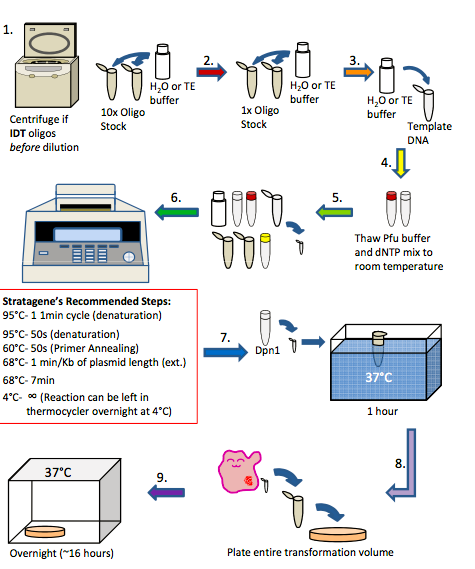 1.
Centrifuge if
IDT oligos
before dilution
10x Oligo
Stock
H₂O or TE
buffer
2.
1x Oligo
Stock
H₂O or TE
buffer
3.
H₂O or TE
buffer
Template
DNA
4.
Thaw Pfu buffer
and dNTP mix to
room temperature
5.
6.
Stratagene's Recommended Steps:
95°C- 1 1min cycle (denaturation)
95°C- 50s (denaturation)
60°C- 50s (Primer Annealing)
68°C- 1 min/Kb of plasmid length (ext.)
68°C- 7min
4°C- ∞ (Reaction can be left in
thermocycler overnight at 4°C)
7.
Dpn1
37°C
1 hour
8.
Plate entire transformation volume
9.
37°C
Overnight (~16 hours)